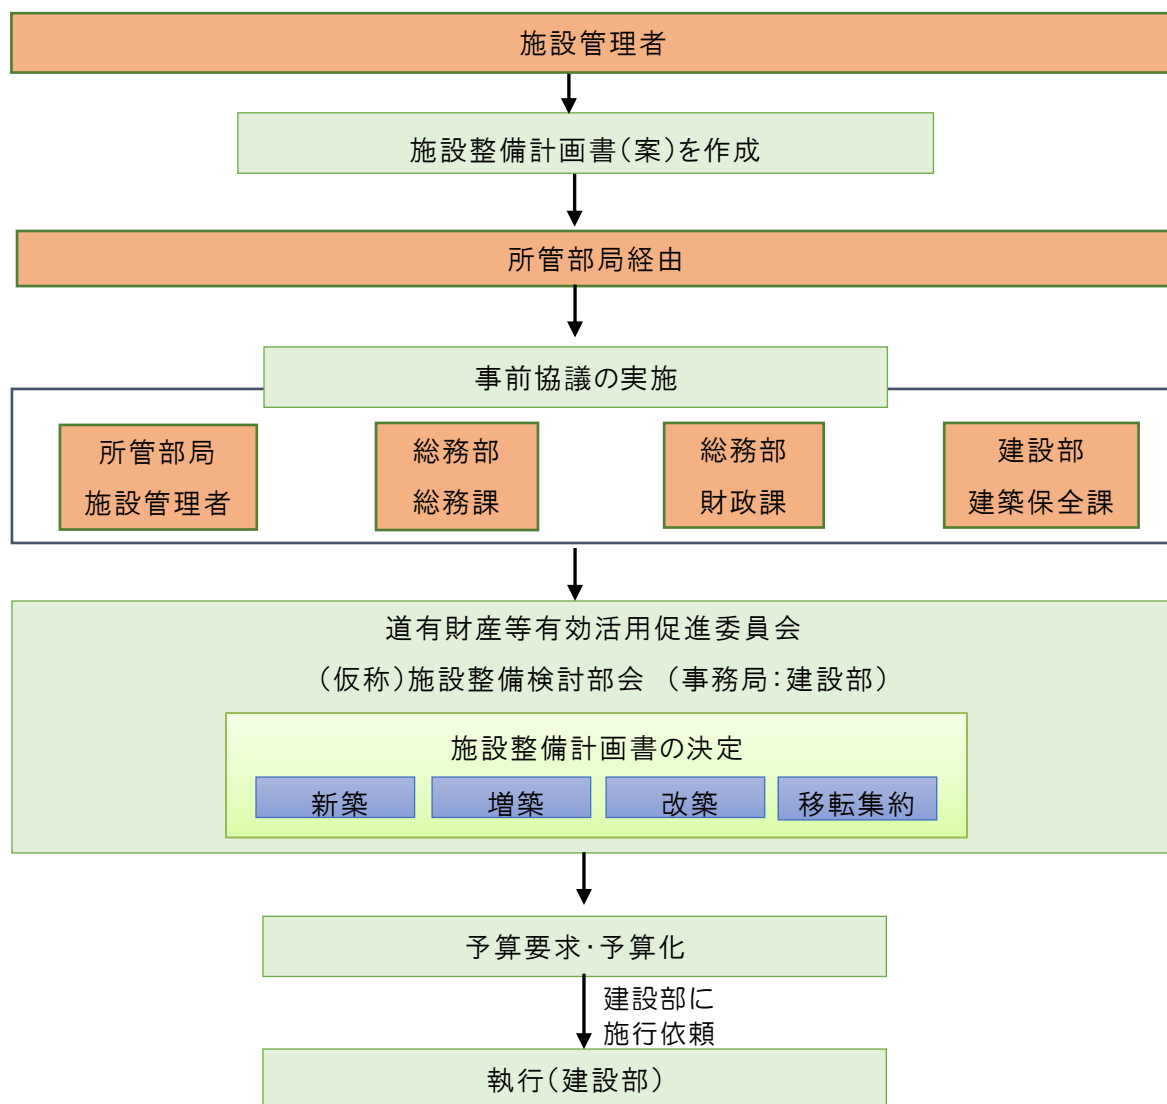 施設管理者
施設整備計画書(案)を作成
所管部局経由
事前協議の実施
所管部局
施設管理者
総務部
総務課
総務部
財政課
建設部
建築保全課
道有財産等有効活用促進委員会
(仮称)施設整備検討部会 (事務局:建設部)
施設整備計画書の決定
新築
増築
改築
移転集約
予算要求・予算化
建設部に
施行依頼
執行(建設部)